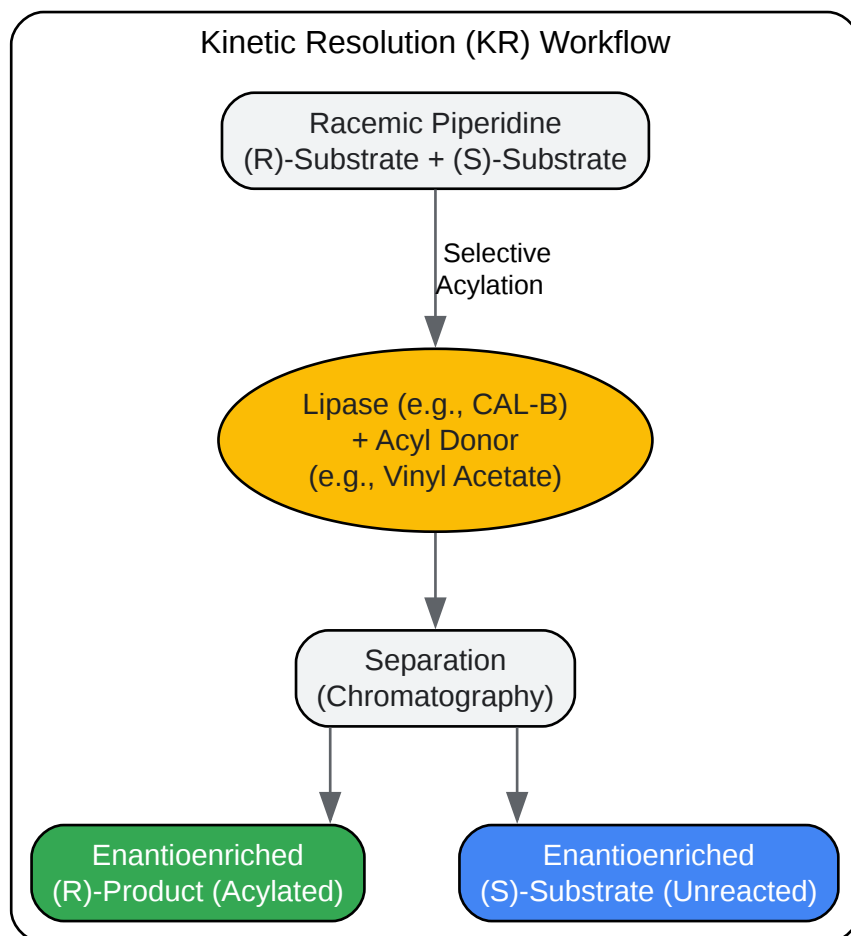 Kinetic Resolution (KR) Workflow
Racemic Piperidine
(R)-Substrate + (S)-Substrate
Selective
Acylation
Lipase (e.g., CAL-B)
+ Acyl Donor
(e.g., Vinyl Acetate)
Separation
(Chromatography)
Enantioenriched
(R)-Product (Acylated)
Enantioenriched
(S)-Substrate (Unreacted)